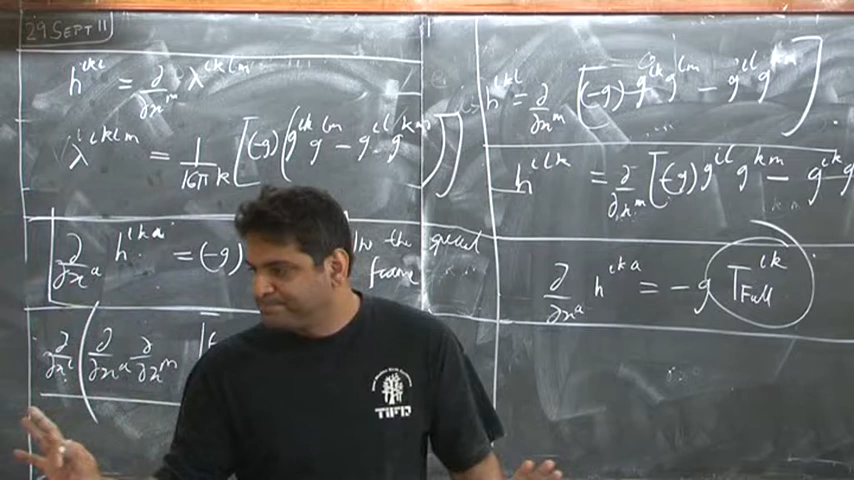 29 SEPT 11
h^{ikl} = ∂/∂x^m λ^{iklm}
λ^{iklm} = 1/16πk [(-g)(g^{ik} g^{lm} - g^{il} g^{km})]
∂/∂x^a h^{ika} = (-g) In the special
frame
∂/∂x^i ( ∂/∂x^a ∂/∂x^m
h^{ikl} = ∂/∂x^m [(-g) g^{ik} g^{lm} - g^{il} g^{km}]
h^{ilk} = ∂/∂x^m [(-g) g^{il} g^{km} - g^{ik} g
∂/∂x^a h^{ika} = -g T^{ik}_{Full}
TIFR